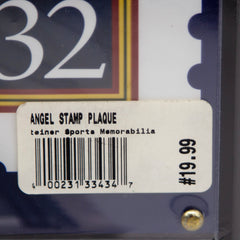 32
ANGEL STAMP PLAQUE
teiner Sports Memorabilia
#19.99
4 00231 33434 7